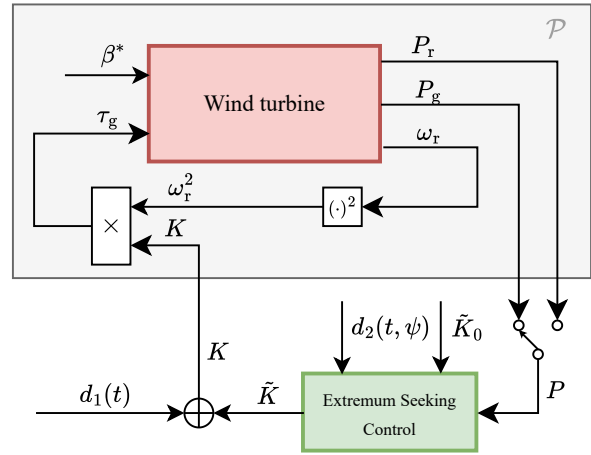 𝒫
β*
P_r
Wind turbine
P_g
τ_g
ω_r
ω_r^2
(·)^2
×
K
d_2(t, ψ)
K̃_0
K
P
d_1(t)
K̃
Extremum Seeking
Control